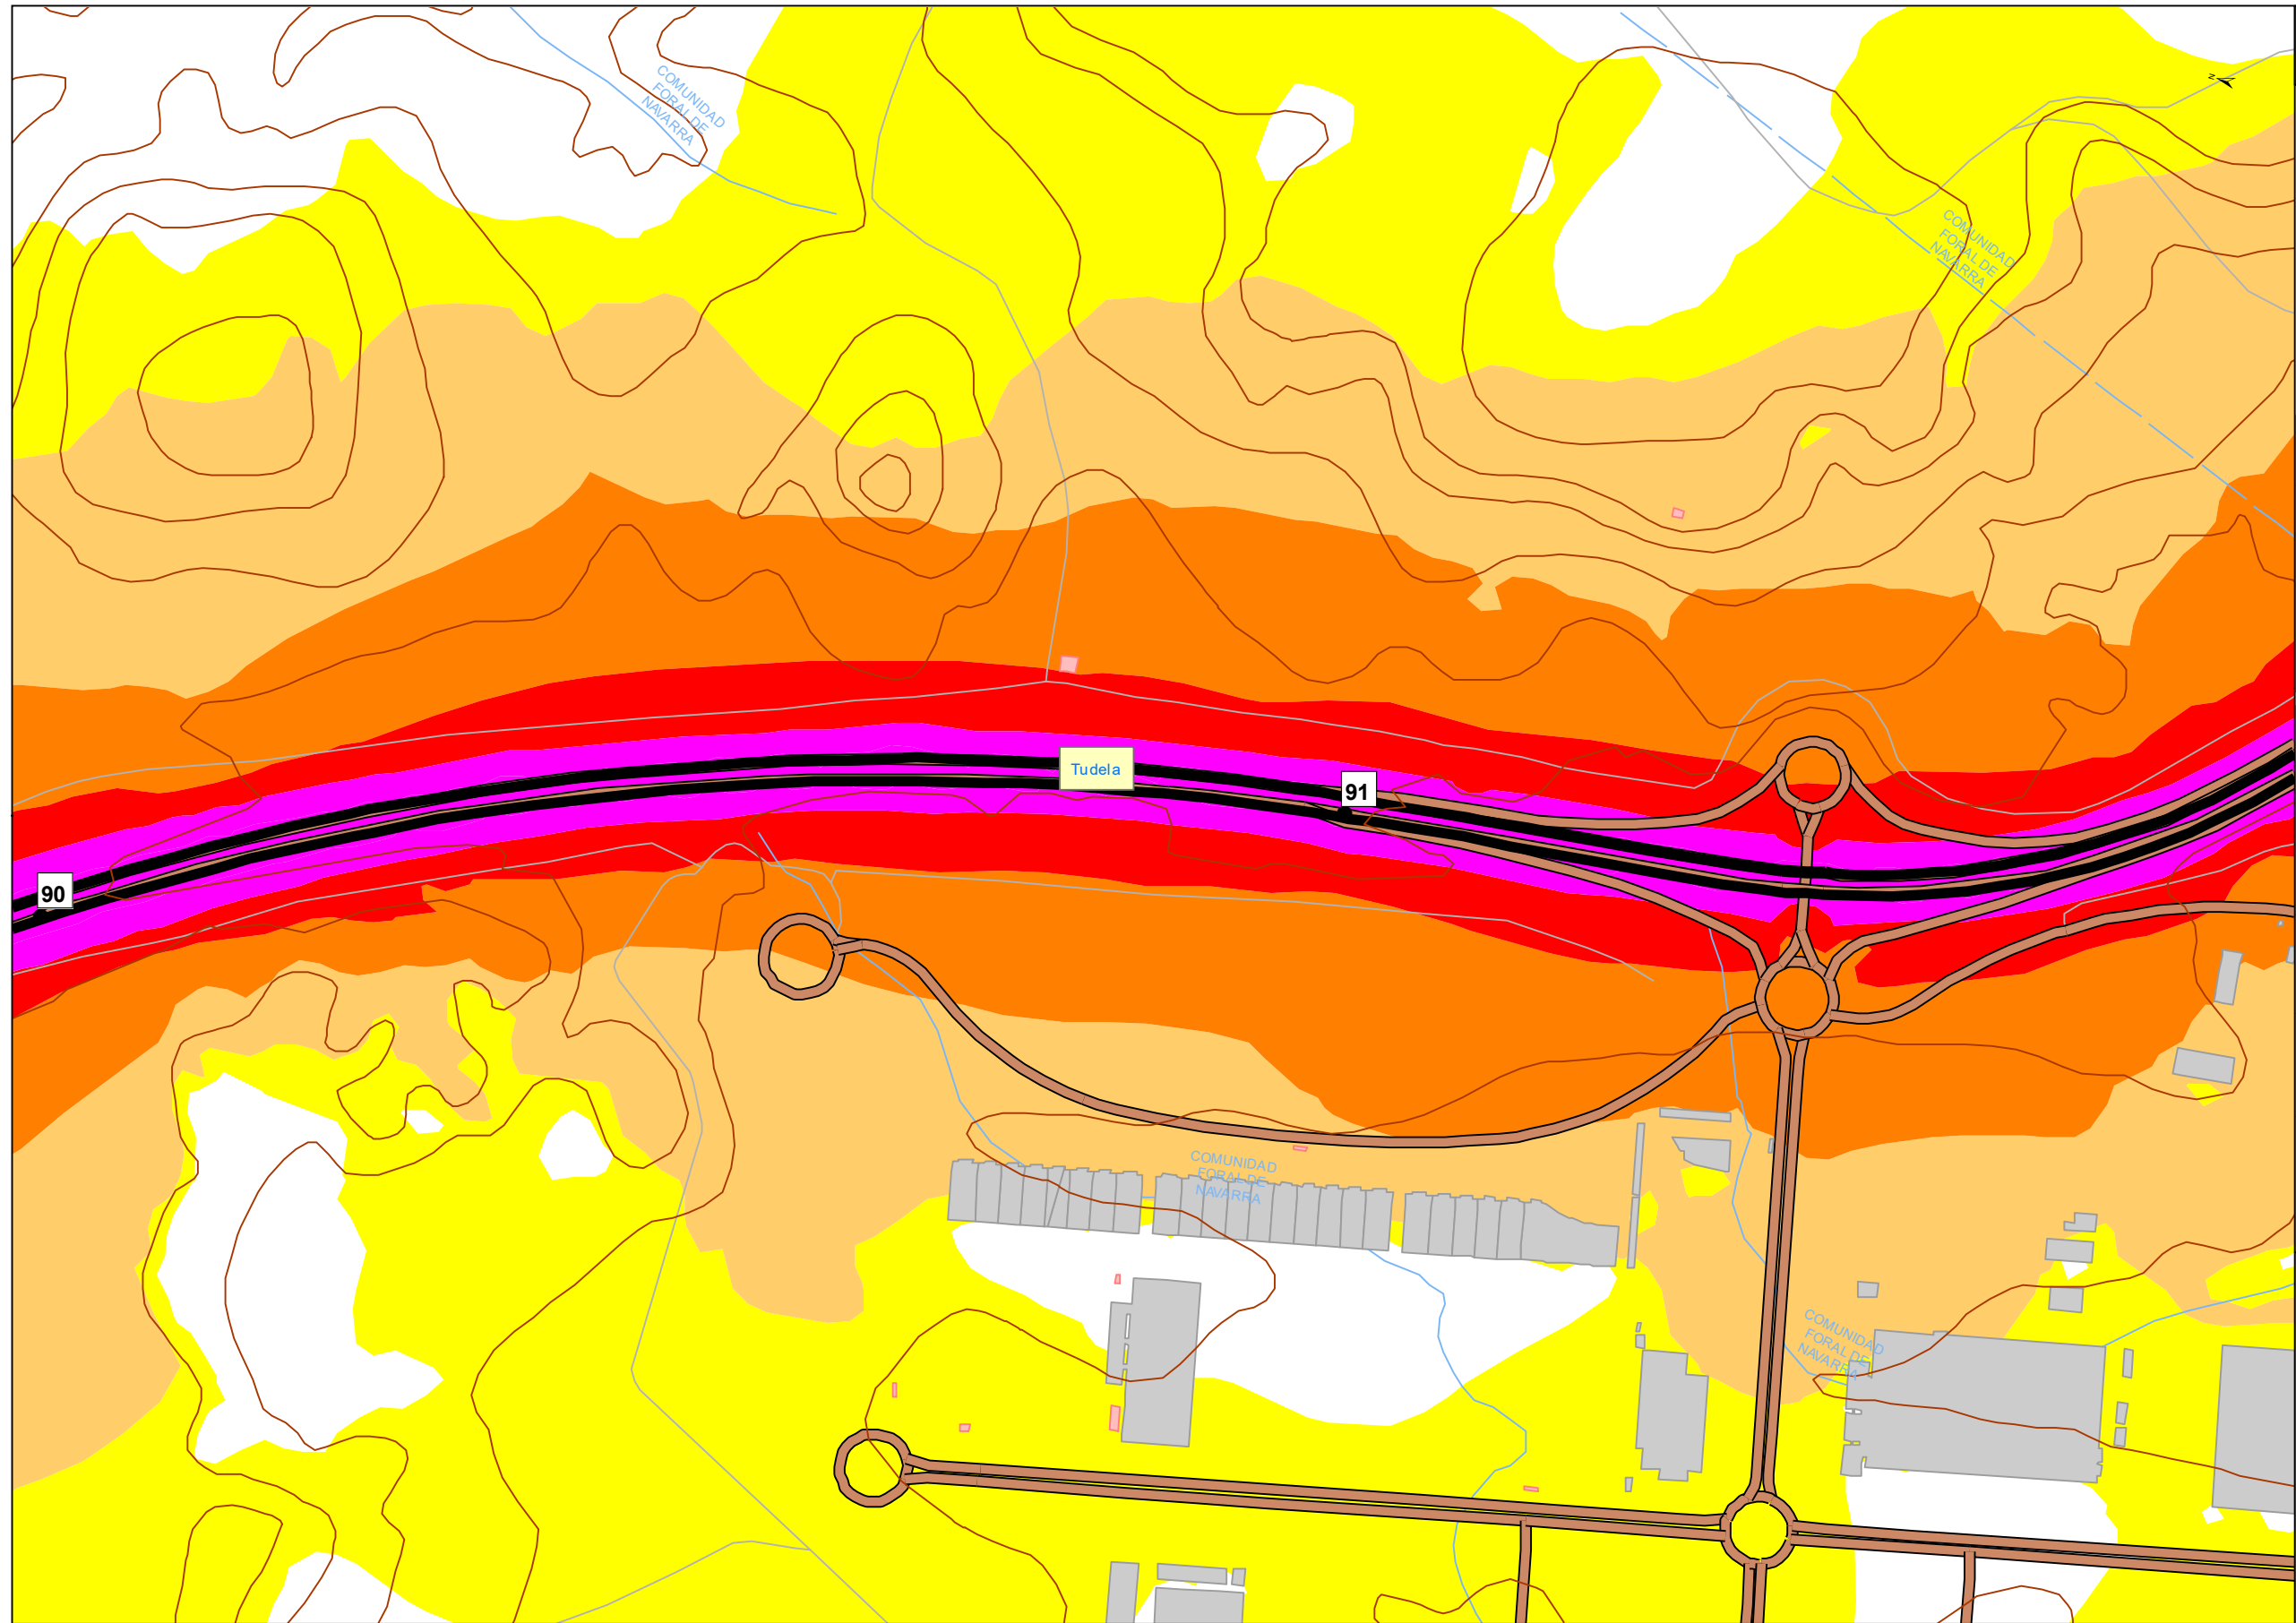 COMUNIDAD
FORAL DE
NAVARRA
N
COMUNIDAD
FORAL DE
NAVARRA
Tudela
91
90
COMUNIDAD
FORAL DE
NAVARRA
COMUNIDAD
FORAL DE
NAVARRA